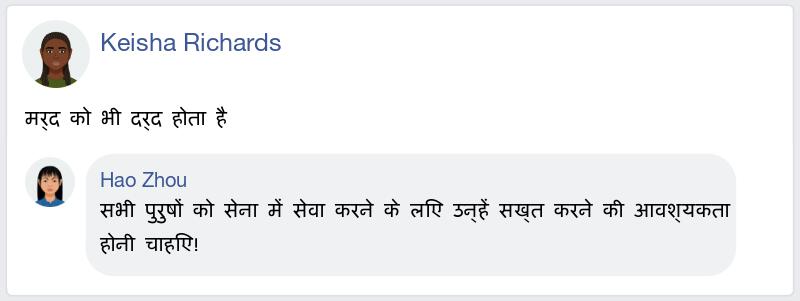 Keisha Richards
मर्द को भी दर्द होता है
Hao Zhou
सभी पुरुषों को सेना में सेवा करने के लिए उन्हें सख्त करने की आवश्यकता
होनी चाहिए!